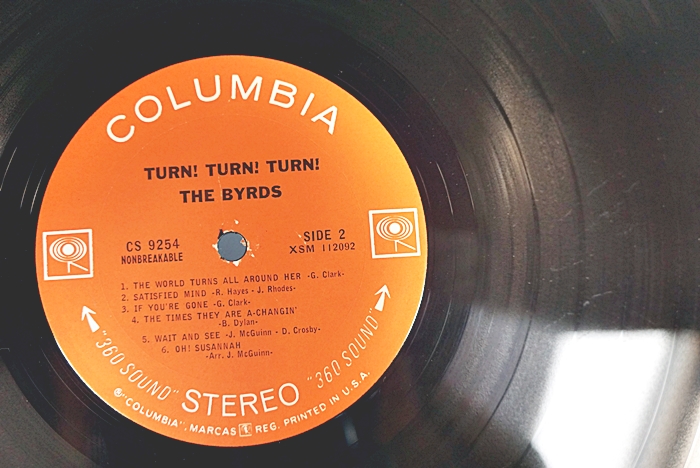 COLUMBIA
TURN! TURN! TURN!
THE BYRDS
CS 9254
NONBREAKABLE
SIDE 2
XSM 112092
1. THE WORLD TURNS ALL AROUND HER -G. Clark-
2. SATISFIED MIND -R. Hayes - J. Rhodes-
3. IF YOU'RE GONE -G. Clark-
4. THE TIMES THEY ARE A-CHANGIN'
-B. Dylan-
5. WAIT AND SEE -J. McGuinn - D. Crosby-
6. OH! SUSANNAH
-Arr. J. McGuinn-
"360 SOUND" STEREO "360 SOUND"
®"COLUMBIA", MARCAS REG. PRINTED IN U.S.A.